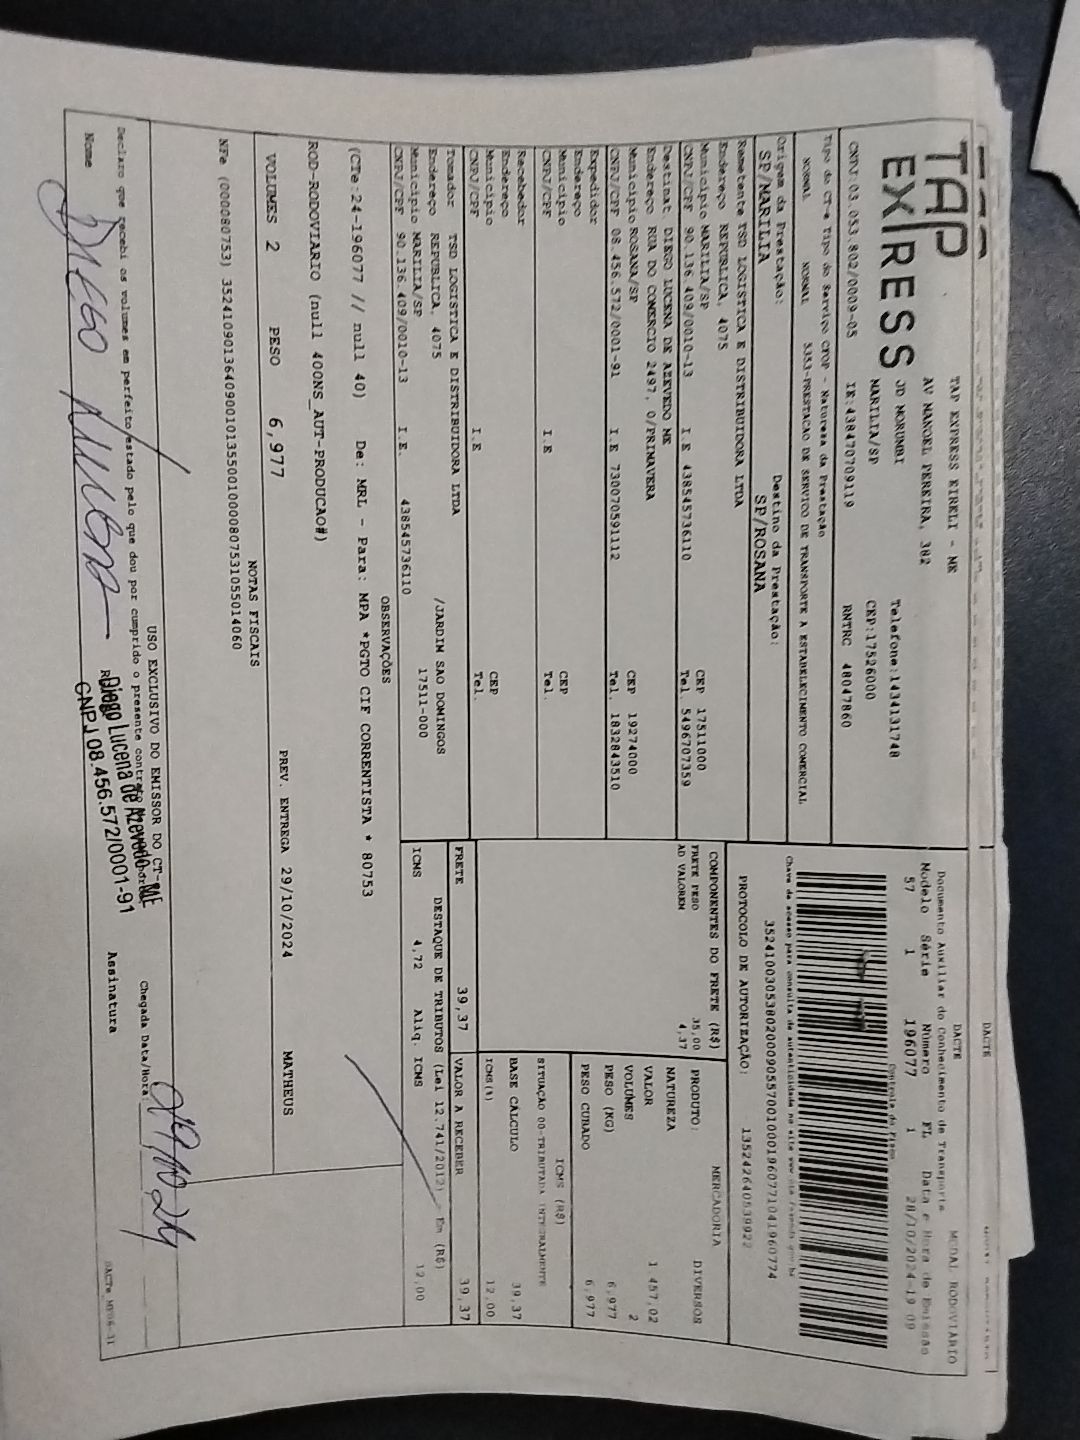 TAP
EXPRESS
TAP EXPRESS EIRELI - ME
AV MANOEL PEREIRA, 382
JD MORUMBI
MARILIA/SP
Telefone:1434131748
CEP:17526000
CNPJ:03.053.802/0009-05
IE:438470709119
RNTRC 48047860
Tipo do CT-e Tipo do Serviço CFOP - Natureza da Prestação
NORMAL NORMAL 5353-PRESTACAO DE SERVICO DE TRANSPORTE A ESTABELECIMENTO COMERCIAL
Origem da Prestação:
SP/MARILIA
Destino da Prestação:
SP/ROSANA
Remetente TSD LOGISTICA E DISTRIBUIDORA LTDA
Endereço REPUBLICA, 4075
Município MARILIA/SP
CEP 17511000
CNPJ/CPF 90.136.409/0010-13 I.E 438545736110 Tel. 5496707359
Destinat. DIEGO LUCENA DE AZEVEDO ME
Endereço RUA DO COMERCIO 2497, 0/PRIMAVERA
Município ROSANA/SP
CEP 19274000
CNPJ/CPF 08.456.572/0001-91 I.E 730070591112 Tel. 1832843510
Expedidor
Endereço
Município
CEP
CNPJ/CPF I.E Tel.
Recebedor
Endereço
Município
CEP
CNPJ/CPF I.E Tel.
Tomador TSD LOGISTICA E DISTRIBUIDORA LTDA
Endereço REPUBLICA, 4075 /JARDIM SAO DOMINGOS
Município MARILIA/SP 17511-000
CNPJ/CPF 90.136.409/0010-13 I.E. 438545736110
DACTE
DACTE
MODAL RODOVIARIO
Documento Auxiliar do Conhecimento de Transporte
Modelo Série Número FL Data e Hora de Emissão
57 1 196077 1 28/10/2024-19 09
Controle do Fisco
Chave de acesso para consulta de autenticidade no site
35241003053802000905570010001960771041960774
PROTOCOLO DE AUTORIZAÇÃO: 135242640539922
COMPONENTES DO FRETE (R$)
FRETE PESO 35,00
AD VALOREM 4,37
FRETE 39,37
MERCADORIA
PRODUTO: DIVERSOS
NATUREZA
VALOR 1 457,02
VOLUMES 2
PESO (KG) 6,977
PESO CUBADO 6,977
ICMS (R$)
SITUAÇÃO 00-TRIBUTADA INTEGRALMENTE
BASE CÁLCULO 39,37
ICMS(%) 12,00
VALOR A RECEBER 39,37
DESTAQUE DE TRIBUTOS (Lei 12.741/2012) - Em (R$)
ICMS 4,72 Aliq. ICMS 12,00
OBSERVAÇÕES
(CTe:24-196077 // null 40) De: MRL - Para: MPA *PGTO CIF CORRENTISTA * 80753
ROD-RODOVIARIO (null 400NS_AUT-PRODUCAO#)
VOLUMES 2 PESO 6,977 PREV. ENTREGA 29/10/2024 MATHEUS
NOTAS FISCAIS
NFe (000080753) 35241090136409001013550010000807531055014060
USO EXCLUSIVO DO EMISSOR DO CT-e
Declaro que recebi os volumes em perfeito estado pelo que dou por cumprido o presente contrato
Chegada Data/Hora:
29/10/24
Nome
Diego Lucena
Diego Lucena de Azevedo - ME
CNPJ 08.456.572/0001-91
Assinatura